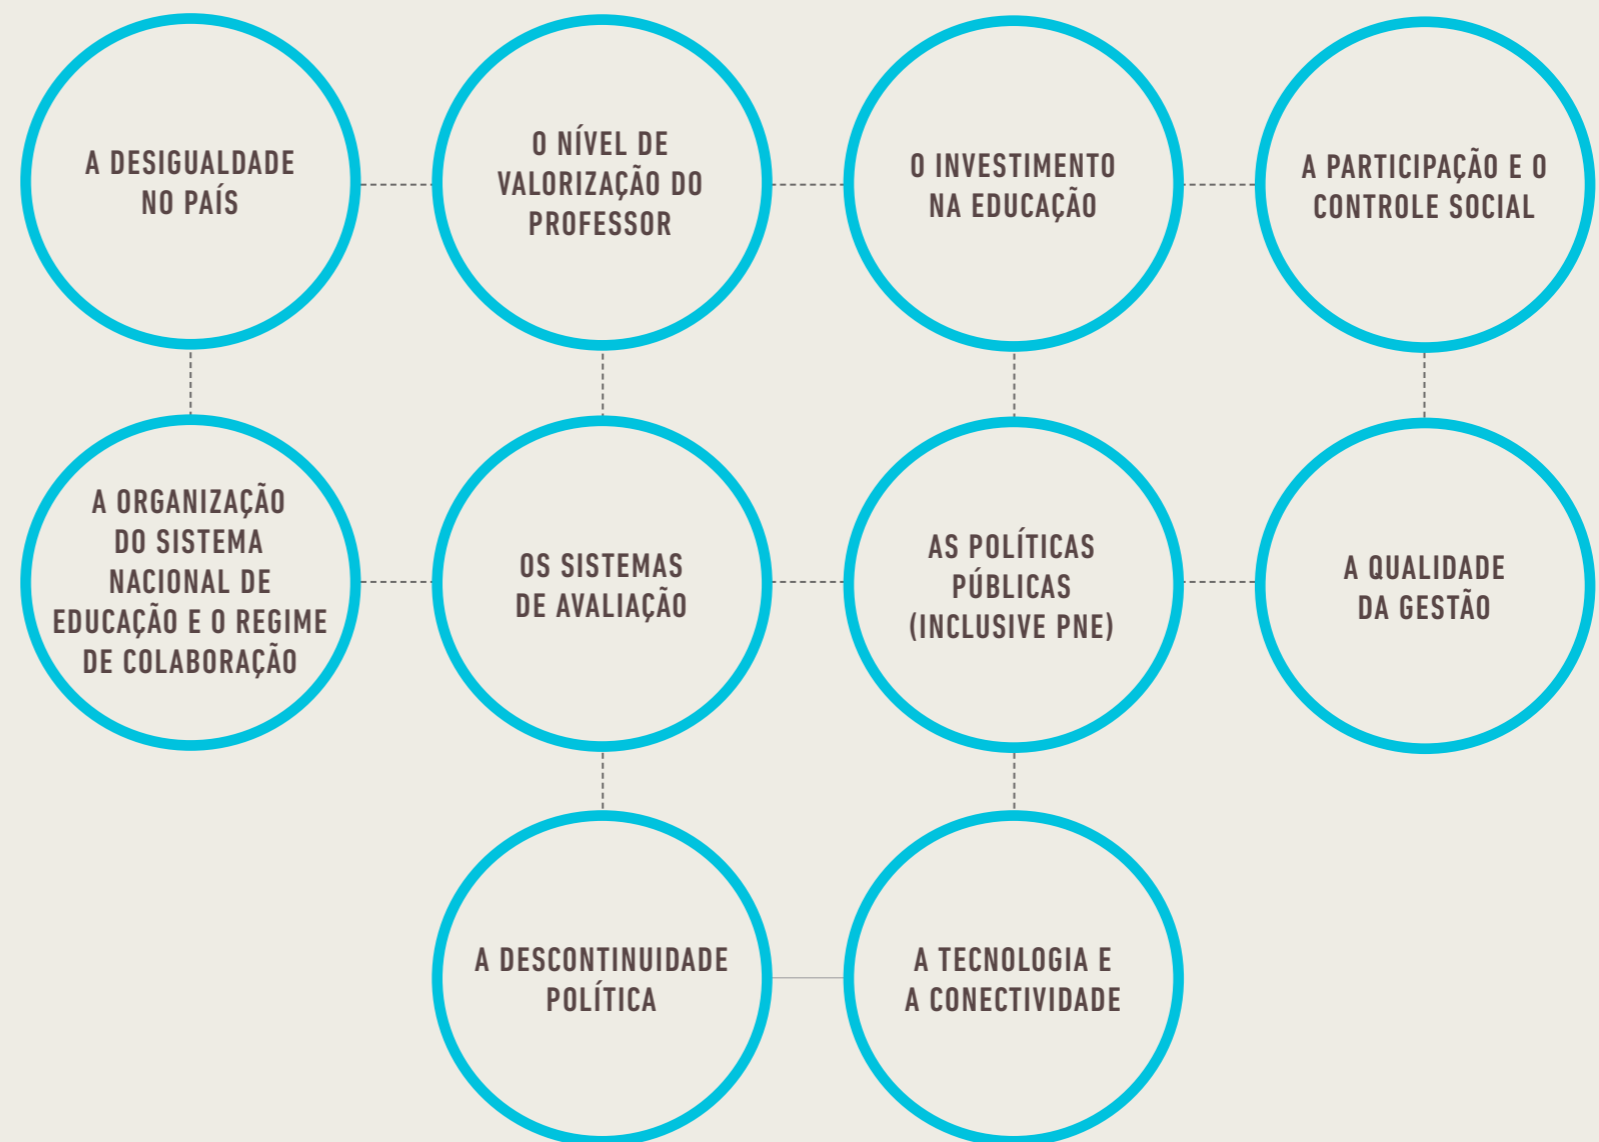 A DESIGUALDADE
NO PAÍS
O NÍVEL DE
VALORIZAÇÃO DO
PROFESSOR
O INVESTIMENTO
NA EDUCAÇÃO
A PARTICIPAÇÃO E O
CONTROLE SOCIAL
A ORGANIZAÇÃO
DO SISTEMA
NACIONAL DE
EDUCAÇÃO E O REGIME
DE COLABORAÇÃO
OS SISTEMAS
DE AVALIAÇÃO
AS POLÍTICAS
PÚBLICAS
(INCLUSIVE PNE)
A QUALIDADE
DA GESTÃO
A DESCONTINUIDADE
POLÍTICA
A TECNOLOGIA E
A CONECTIVIDADE